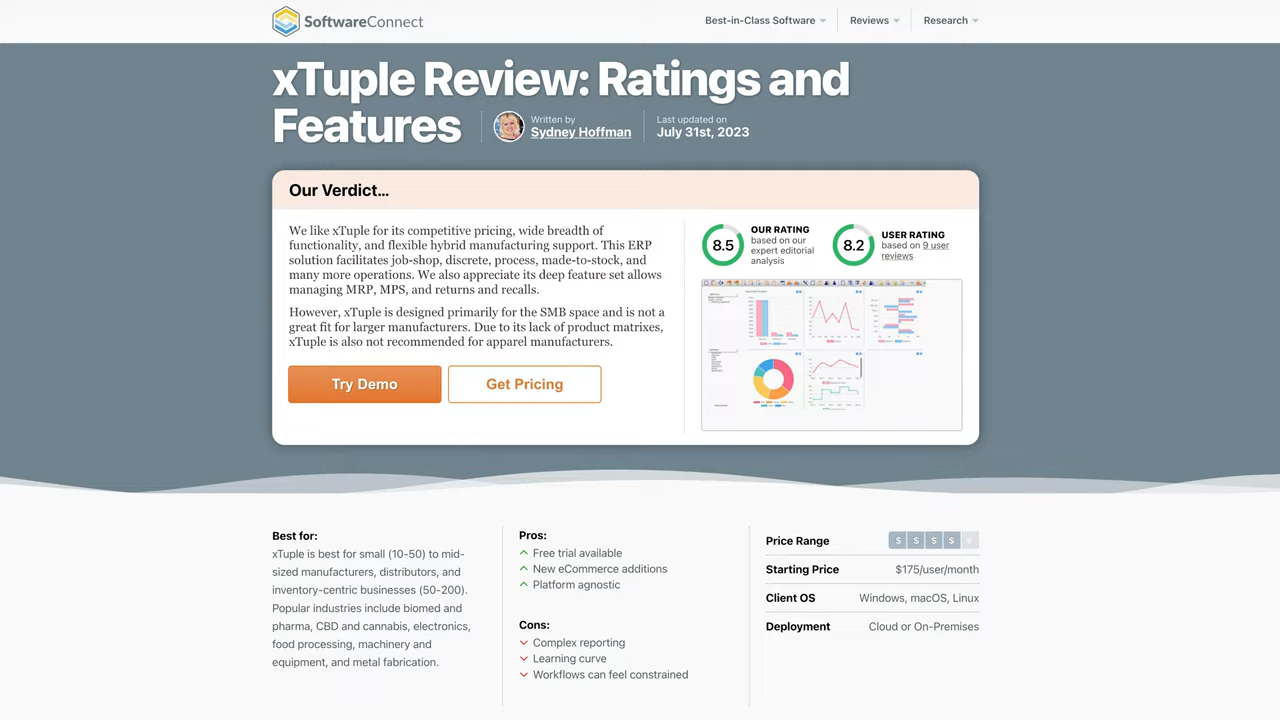 SoftwareConnect
Best-in-Class Software
Reviews
Research
xTuple Review: Ratings and
Features
Written by
Sydney Hoffman
Last updated on
July 31st, 2023
Our Verdict...
We like xTuple for its competitive pricing, wide breadth of
functionality, and flexible hybrid manufacturing support. This ERP
solution facilitates job-shop, discrete, process, made-to-stock, and
many more operations. We also appreciate its deep feature set allows
managing MRP, MPS, and returns and recalls.
However, xTuple is designed primarily for the SMB space and is not a
great fit for larger manufacturers. Due to its lack of product matrixes,
xTuple is also not recommended for apparel manufacturers.
Try Demo
Get Pricing
8.5
OUR RATING
based on our
expert editorial
analysis
8.2
USER RATING
based on 9 user
reviews
Best for:
xTuple is best for small (10-50) to mid-
sized manufacturers, distributors, and
inventory-centric businesses (50-200).
Popular industries include biomed and
pharma, CBD and cannabis, electronics,
food processing, machinery and
equipment, and metal fabrication.
Pros:
Free trial available
New eCommerce additions
Platform agnostic
Cons:
Complex reporting
Learning curve
Workflows can feel constrained
Price Range $ $ $ $ $
Starting Price $175/user/month
Client OS Windows, macOS, Linux
Deployment Cloud or On-Premises